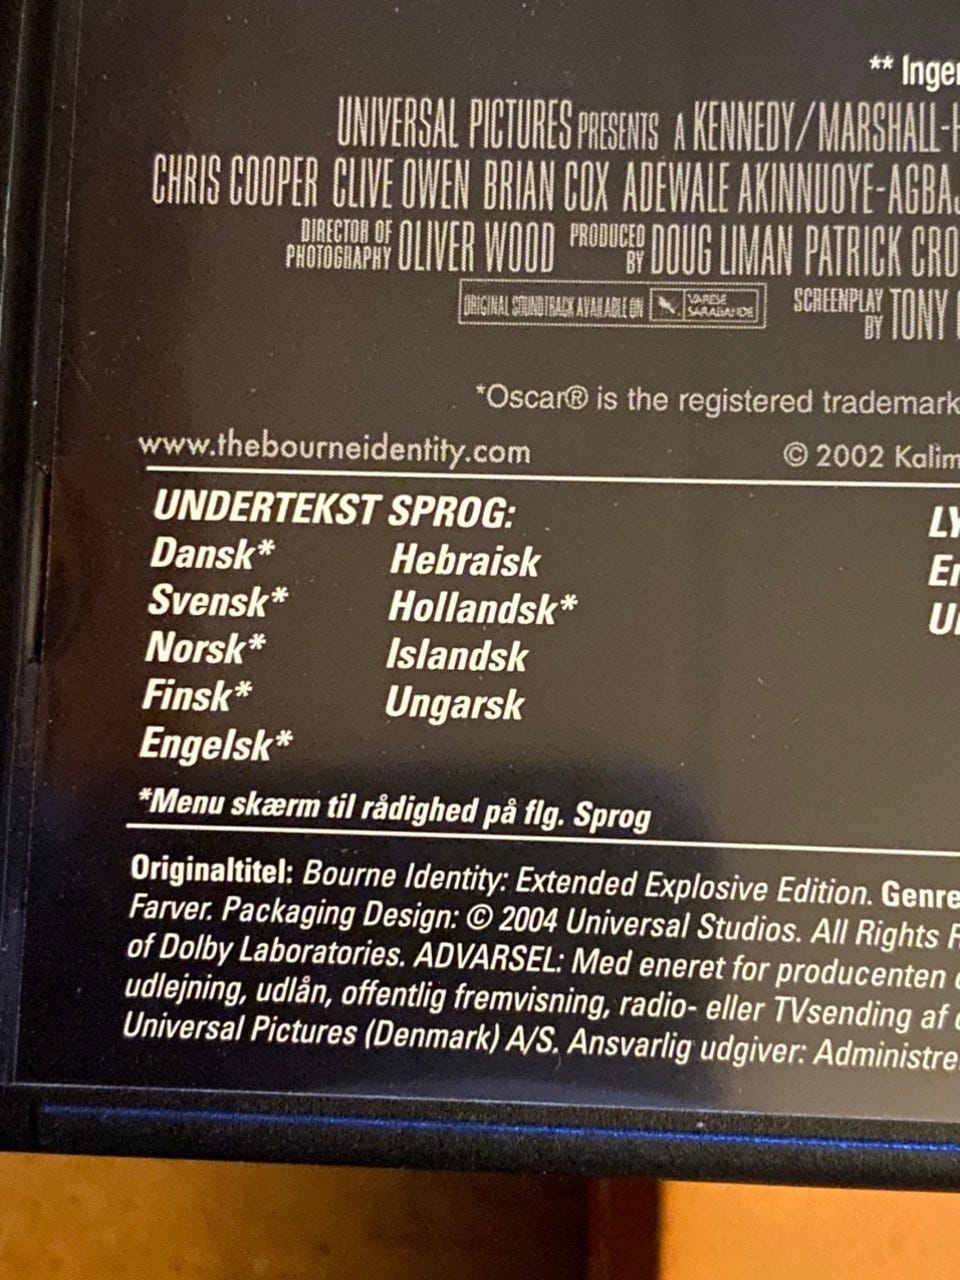 ** Inge
UNIVERSAL PICTURES PRESENTS A KENNEDY/MARSHALL-H
CHRIS COOPER CLIVE OWEN BRIAN COX ADEWALE AKINNUOYE-AGBAJ
DIRECTOR OF PHOTOGRAPHY OLIVER WOOD PRODUCED BY DOUG LIMAN PATRICK CRO
ORIGINAL SOUNDTRACK AVAILABLE ON VARESE SARABANDE SCREENPLAY BY TONY
*Oscar® is the registered trademark
www.thebourneidentity.com © 2002 Kalim
UNDERTEKST SPROG: LY
Dansk* Hebraisk En
Svensk* Hollandsk* U
Norsk* Islandsk
Finsk* Ungarsk
Engelsk*
*Menu skærm til rådighed på flg. Sprog
Originaltitel: Bourne Identity: Extended Explosive Edition. Genre
Farver. Packaging Design: © 2004 Universal Studios. All Rights R
of Dolby Laboratories. ADVARSEL: Med eneret for producenten
udlejning, udlån, offentlig fremvisning, radio- eller TVsending af
Universal Pictures (Denmark) A/S. Ansvarlig udgiver: Administre